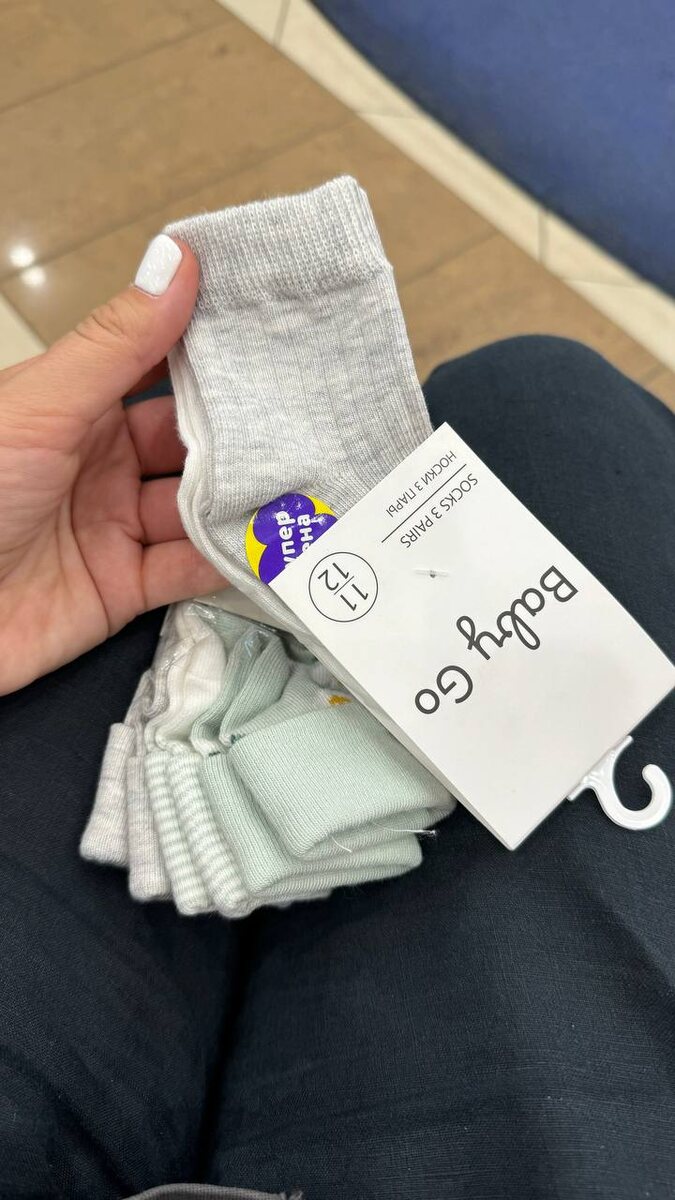 Baby Go
SOCKS 3 PAIRS
НОСКИ 3 ПАРЫ
11
12